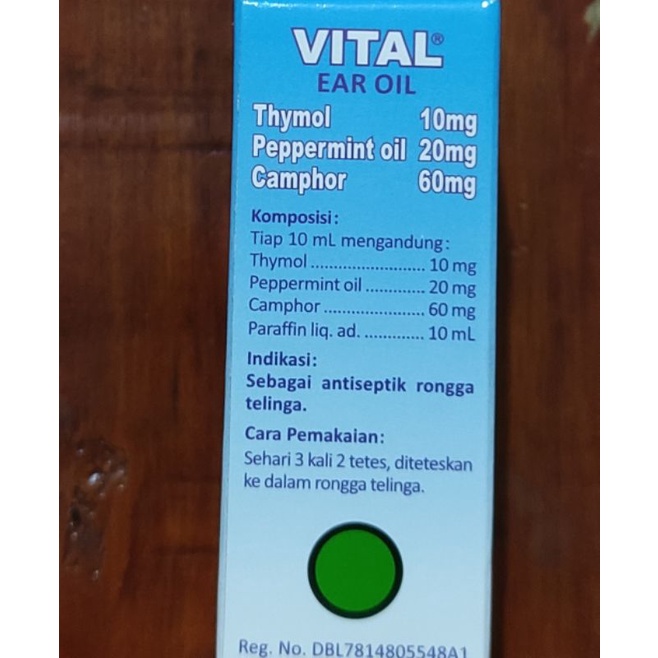 VITAL®
EAR OIL
Thymol 10mg
Peppermint oil 20mg
Camphor 60mg
Komposisi:
Tiap 10 mL mengandung:
Thymol ........................ 10 mg
Peppermint oil ............ 20 mg
Camphor ..................... 60 mg
Paraffin liq. ad. ............ 10 mL
Indikasi:
Sebagai antiseptik rongga
telinga.
Cara Pemakaian:
Sehari 3 kali 2 tetes, diteteskan
ke dalam rongga telinga.
Reg. No. DBL7814805548A1